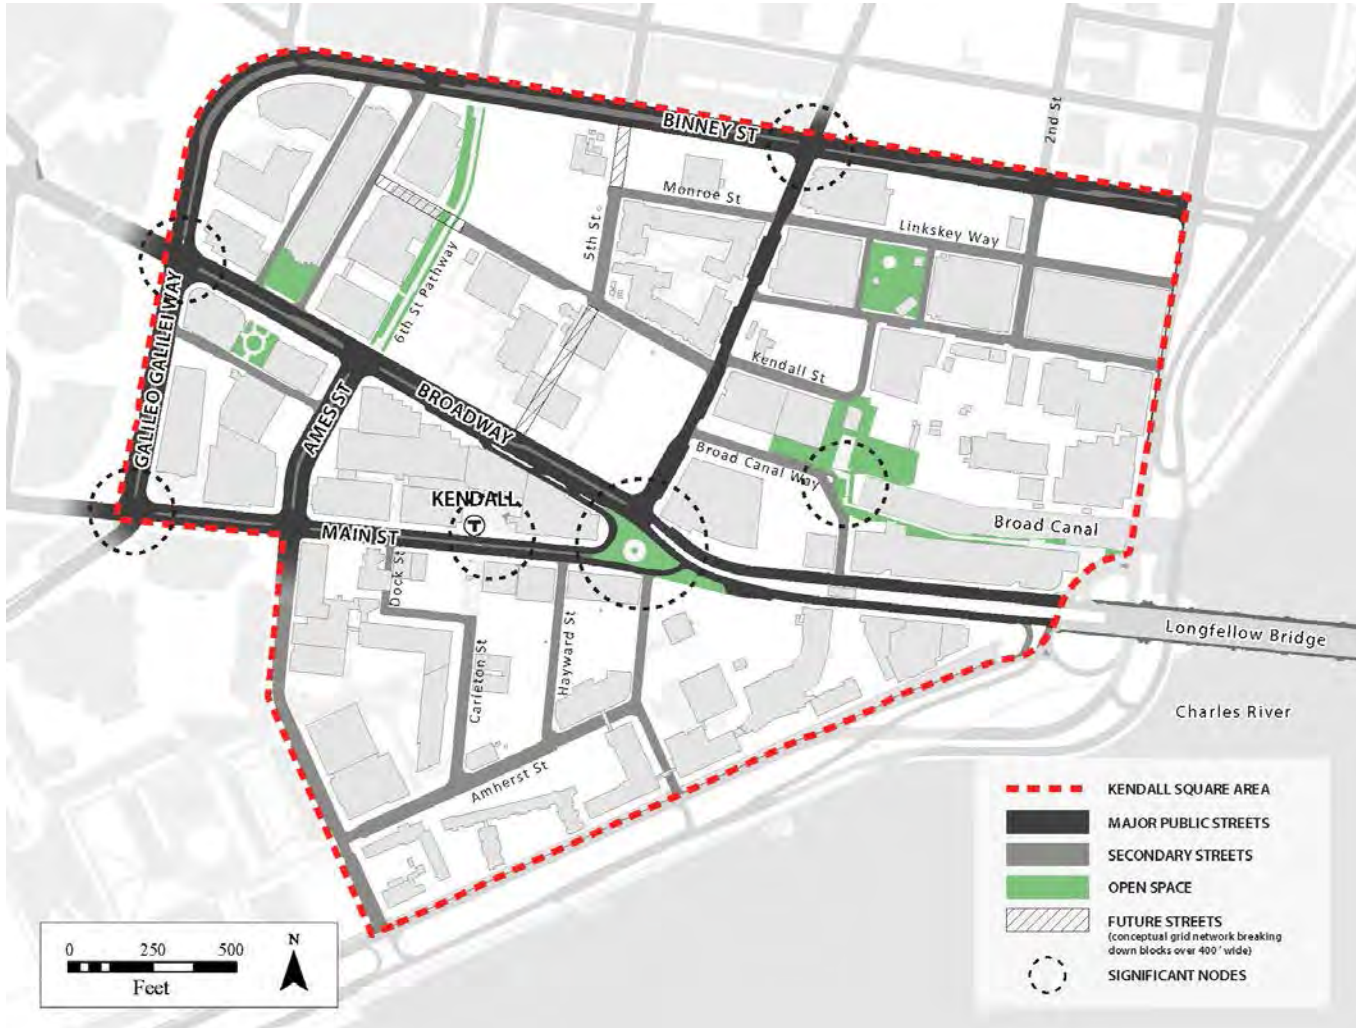 BINNEY ST
2nd St
Monroe St
Linkskey Way
5th St.
6th St Pathway
GALILEO GALILEI WAY
AMES ST
BROADWAY
Kendall St
Broad Canal Way
KENDALL
T
MAIN ST
Broad Canal
Dock St
Carleton St
Hayward St
Amherst St
Longfellow Bridge
Charles River
KENDALL SQUARE AREA
MAJOR PUBLIC STREETS
SECONDARY STREETS
OPEN SPACE
FUTURE STREETS
(conceptual grid network breaking
down blocks over 400' wide)
SIGNIFICANT NODES
0 250 500
Feet
N